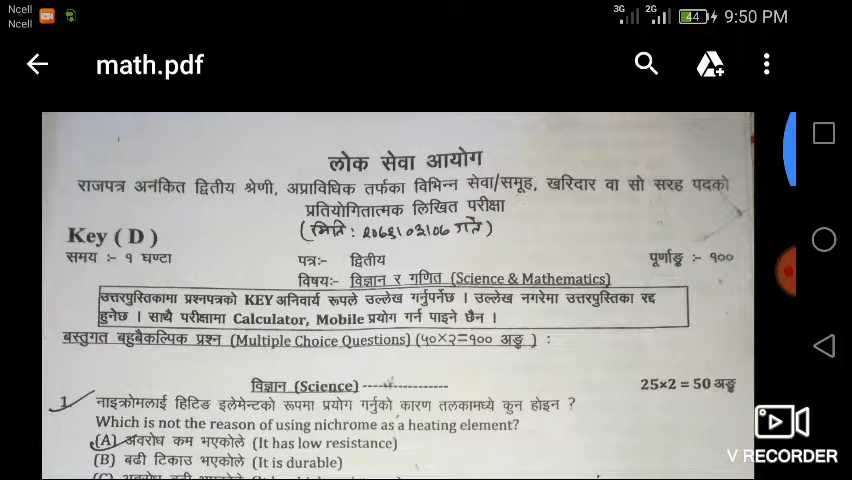 Ncell
Ncell
3G
2G
44
9:50 PM
math.pdf
लोक सेवा आयोग
राजपत्र अनंकित द्वितीय श्रेणी, अप्राविधिक तर्फका विभिन्न सेवा/समूह, खरिदार वा सो सरह पदको
प्रतियोगितात्मक लिखित परीक्षा
Key ( D )
समय :- १ घण्टा
पत्रः- द्वितीय
पूर्णाङ्क :- १००
विषयः- विज्ञान र गणित (Science & Mathematics)
उत्तरपुस्तिकामा प्रश्नपत्रको KEY अनिवार्य रूपले उल्लेख गर्नुपर्नेछ । उल्लेख नगरेमा उत्तरपुस्तिका रद्द
हुनेछ । साथै परीक्षामा Calculator, Mobile प्रयोग गर्न पाइने छैन ।
बस्तुगत बहुबैकल्पिक प्रश्न (Multiple Choice Questions) (५०×२=१०० अङ्क ) :
विज्ञान (Science) -------------------
25×2 = 50 अङ्क
1. नाइक्रोमलाई हिटिङ इलेमेन्टको रूपमा प्रयोग गर्नुको कारण तलकामध्ये कुन होइन ?
Which is not the reason of using nichrome as a heating element?
(A) अवरोध कम भएकोले (It has low resistance)
(B) बढी टिकाउ भएकोले (It is durable)
V RECORDER